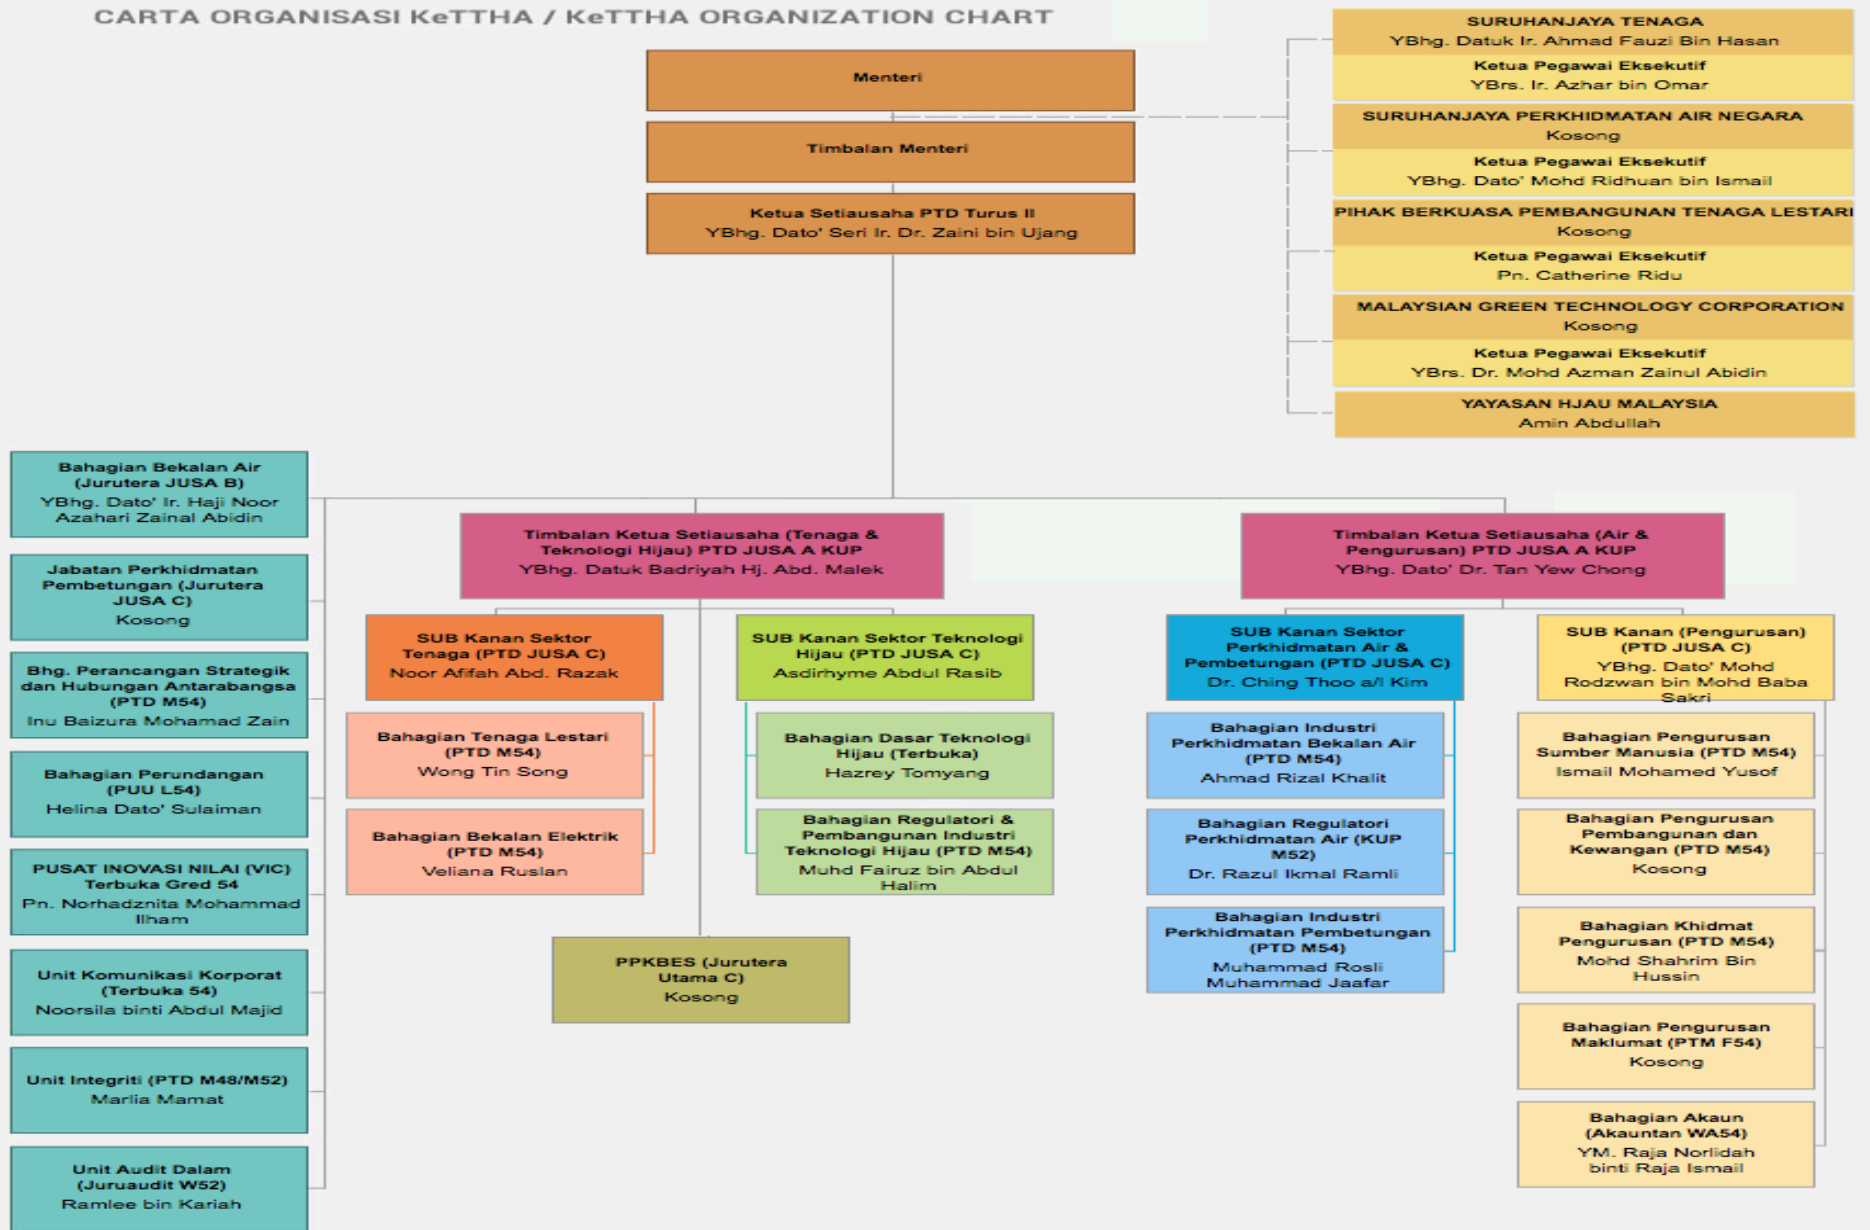 CARTA ORGANISASI KeTTHA / KeTTHA ORGANIZATION CHART
Menteri
Timbalan Menteri
Ketua Setiausaha PTD Turus II
YBhg. Dato' Seri Ir. Dr. Zaini bin Ujang
SURUHANJAYA TENAGA
YBhg. Datuk Ir. Ahmad Fauzi Bin Hasan
Ketua Pegawai Eksekutif
YBrs. Ir. Azhar bin Omar
SURUHANJAYA PERKHIDMATAN AIR NEGARA
Kosong
Ketua Pegawai Eksekutif
YBhg. Dato' Mohd Ridhuan bin Ismail
PIHAK BERKUASA PEMBANGUNAN TENAGA LESTARI
Kosong
Ketua Pegawai Eksekutif
Pn. Catherine Ridu
MALAYSIAN GREEN TECHNOLOGY CORPORATION
Kosong
Ketua Pegawai Eksekutif
YBrs. Dr. Mohd Azman Zainul Abidin
YAYASAN HJAU MALAYSIA
Amin Abdullah
Bahagian Bekalan Air
(Jurutera JUSA B)
YBhg. Dato' Ir. Haji Noor
Azahari Zainal Abidin
Jabatan Perkhidmatan
Pembetungan (Jurutera
JUSA C)
Kosong
Bhg. Perancangan Strategik
dan Hubungan Antarabangsa
(PTD M54)
Inu Baizura Mohamad Zain
Bahagian Perundangan
(PUU L54)
Helina Dato' Sulaiman
PUSAT INOVASI NILAI (VIC)
Terbuka Gred 54
Pn. Norhadznita Mohammad
Ilham
Unit Komunikasi Korporat
(Terbuka 54)
Noorsila binti Abdul Majid
Unit Integriti (PTD M48/M52)
Marlia Mamat
Unit Audit Dalam
(Juruaudit W52)
Ramlee bin Kariah
Timbalan Ketua Setiausaha (Tenaga &
Teknologi Hijau) PTD JUSA A KUP
YBhg. Datuk Badriyah Hj. Abd. Malek
SUB Kanan Sektor
Tenaga (PTD JUSA C)
Noor Afifah Abd. Razak
Bahagian Tenaga Lestari
(PTD M54)
Wong Tin Song
Bahagian Bekalan Elektrik
(PTD M54)
Veliana Ruslan
SUB Kanan Sektor Teknologi
Hijau (PTD JUSA C)
Asdirhyme Abdul Rasib
Bahagian Dasar Teknologi
Hijau (Terbuka)
Hazrey Tomyang
Bahagian Regulatori &
Pembangunan Industri
Teknologi Hijau (PTD M54)
Muhd Fairuz bin Abdul
Halim
PPKBES (Jurutera
Utama C)
Kosong
Timbalan Ketua Setiausaha (Air &
Pengurusan) PTD JUSA A KUP
YBhg. Dato' Dr. Tan Yew Chong
SUB Kanan Sektor
Perkhidmatan Air &
Pembetungan (PTD JUSA C)
Dr. Ching Thoo a/l Kim
Bahagian Industri
Perkhidmatan Bekalan Air
(PTD M54)
Ahmad Rizal Khalit
Bahagian Regulatori
Perkhidmatan Air (KUP
M52)
Dr. Razul Ikmal Ramli
Bahagian Industri
Perkhidmatan Pembetungan
(PTD M54)
Muhammad Rosli
Muhammad Jaafar
SUB Kanan (Pengurusan)
(PTD JUSA C)
YBhg. Dato' Mohd
Rodzwan bin Mohd Baba
Sakri
Bahagian Pengurusan
Sumber Manusia (PTD M54)
Ismail Mohamed Yusof
Bahagian Pengurusan
Pembangunan dan
Kewangan (PTD M54)
Kosong
Bahagian Khidmat
Pengurusan (PTD M54)
Mohd Shahrim Bin
Hussin
Bahagian Pengurusan
Maklumat (PTM F54)
Kosong
Bahagian Akaun
(Akauntan WA54)
YM. Raja Norlidah
binti Raja Ismail